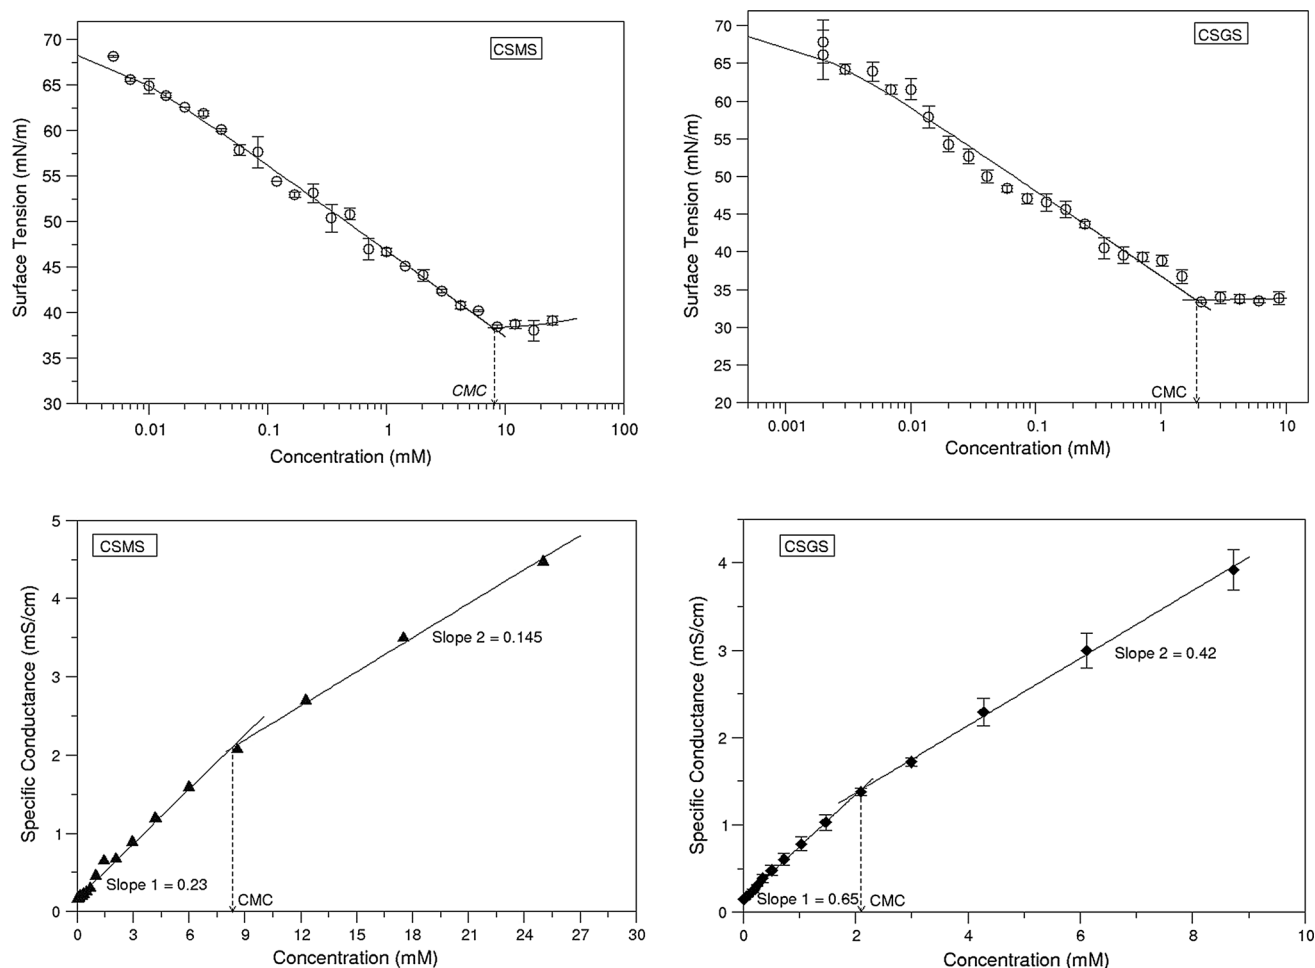 CSMS
Surface Tension (mN/m)
70
65
60
55
50
45
40
35
30
CMC
0.01
0.1
1
10
100
Concentration (mM)
CSGS
Surface Tension (mN/m)
70
65
60
55
50
45
40
35
30
25
20
CMC
0.001
0.01
0.1
1
10
Concentration (mM)
CSMS
Specific Conductance (mS/cm)
5
4
3
2
1
0
Slope 2 = 0.145
Slope 1 = 0.23
CMC
0
3
6
9
12
15
18
21
24
27
30
Concentration (mM)
CSGS
Specific Conductance (mS/cm)
4
3
2
1
0
Slope 2 = 0.42
Slope 1 = 0.65
CMC
0
2
4
6
8
10
Concentration (mM)